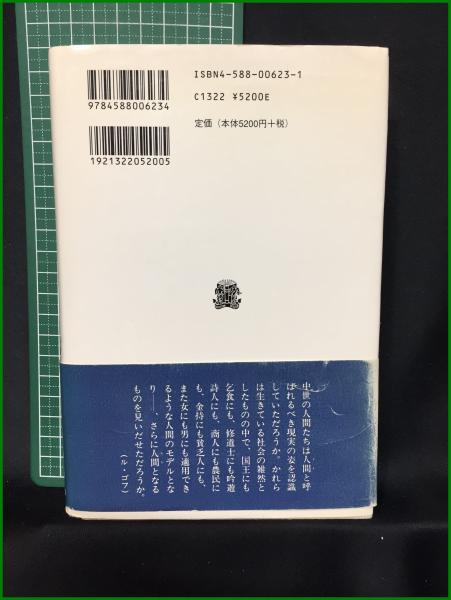 ISBN4-588-00623-1
C1322 ¥5200E
定価（本体5200円＋税）
9784588006234
1921322052005
中世の人間たちは人間と呼
ばれるべき現実の姿を認識
していただろうか。かれら
は生きている社会の雑然と
したものの中で、国王にも
乞食にも、修道士にも吟遊
詩人にも、商人にも農民に
も、金持にも貧乏人にも、
また女にも男にも適用でき
るような人間のモデルとな
り――、さらに人間となる
ものを見いだせただろうか。
（ル・ゴフ）